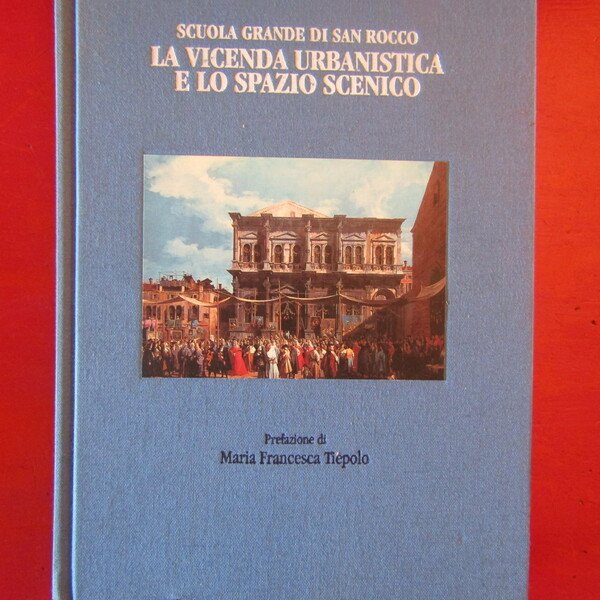 SCUOLA GRANDE DI SAN ROCCO
LA VICENDA URBANISTICA
E LO SPAZIO SCENICO
Prefazione di
Maria Francesca Tiepolo